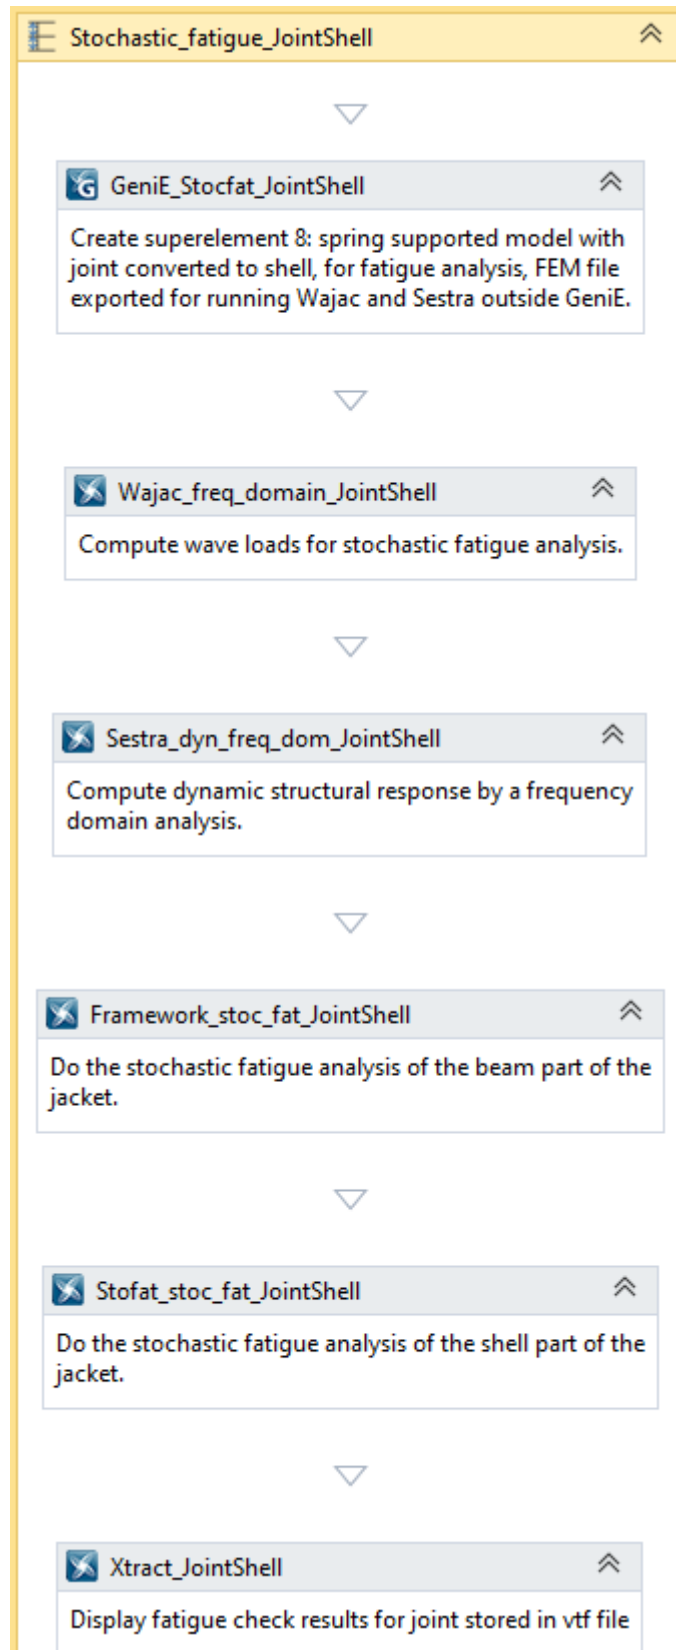 Stochastic_fatigue_JointShell
GeniE_Stocfat_JointShell
Create superelement 8: spring supported model with
joint converted to shell, for fatigue analysis, FEM file
exported for running Wajac and Sestra outside GeniE.
Wajac_freq_domain_JointShell
Compute wave loads for stochastic fatigue analysis.
Sestra_dyn_freq_dom_JointShell
Compute dynamic structural response by a frequency
domain analysis.
Framework_stoc_fat_JointShell
Do the stochastic fatigue analysis of the beam part of the
jacket.
Stofat_stoc_fat_JointShell
Do the stochastic fatigue analysis of the shell part of the
jacket.
Xtract_JointShell
Display fatigue check results for joint stored in vtf file